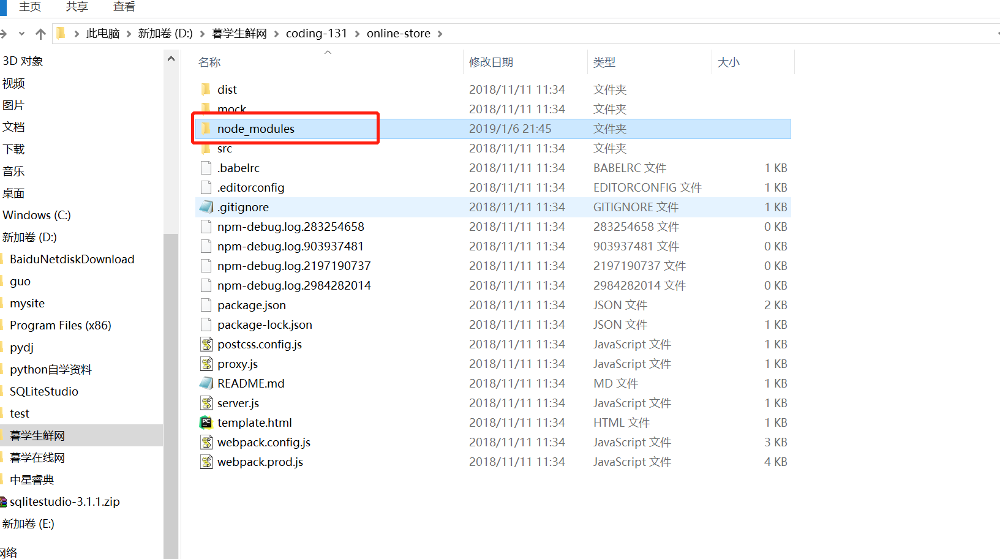 主页 共享 查看
此电脑 新加卷 (D:) 暮学生鲜网 coding-131 online-store
3D 对象
视频
图片
文档
下载
音乐
桌面
Windows (C:)
新加卷 (D:)
BaiduNetdiskDownload
guo
mysite
Program Files (x86)
pydj
python自学资料
SQLiteStudio
test
暮学生鲜网
暮学在线网
中星睿典
sqlitestudio-3.1.1.zip
新加卷 (E:)
网络
名称 修改日期 类型 大小
dist 2018/11/11 11:34 文件夹
mock 2018/11/11 11:34 文件夹
node_modules 2019/1/6 21:45 文件夹
src 2018/11/11 11:34 文件夹
.babelrc 2018/11/11 11:34 BABELRC 文件 1 KB
.editorconfig 2018/11/11 11:34 EDITORCONFIG 文件 1 KB
.gitignore 2018/11/11 11:34 GITIGNORE 文件 1 KB
npm-debug.log.283254658 2018/11/11 11:34 283254658 文件 0 KB
npm-debug.log.903937481 2018/11/11 11:34 903937481 文件 0 KB
npm-debug.log.2197190737 2018/11/11 11:34 2197190737 文件 0 KB
npm-debug.log.2984282014 2018/11/11 11:34 2984282014 文件 0 KB
package.json 2018/11/11 11:34 JSON 文件 2 KB
package-lock.json 2018/11/11 11:34 JSON 文件 1 KB
postcss.config.js 2018/11/11 11:34 JavaScript 文件 1 KB
proxy.js 2018/11/11 11:34 JavaScript 文件 1 KB
README.md 2018/11/11 11:34 MD 文件 1 KB
server.js 2018/11/11 11:34 JavaScript 文件 1 KB
template.html 2018/11/11 11:34 HTML 文件 1 KB
webpack.config.js 2018/11/11 11:34 JavaScript 文件 3 KB
webpack.prod.js 2018/11/11 11:34 JavaScript 文件 4 KB